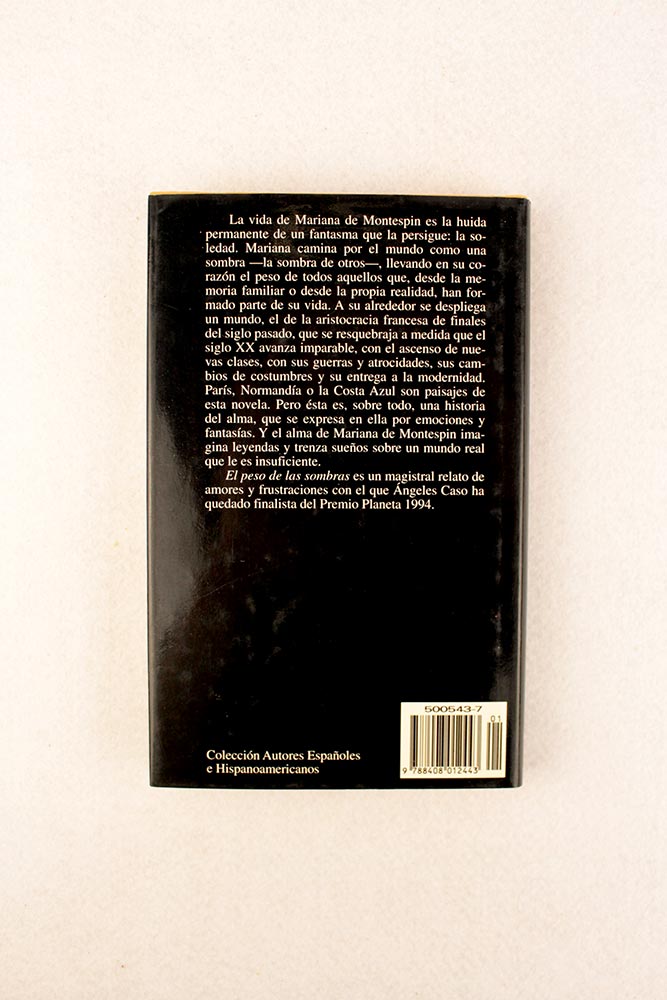 La vida de Mariana de Montespin es la huida
permanente de un fantasma que la persigue: la so-
ledad. Mariana camina por el mundo como una
sombra —la sombra de otros—, llevando en su co-
razón el peso de todos aquellos que, desde la me-
moria familiar o desde la propia realidad, han for-
mado parte de su vida. A su alrededor se despliega
un mundo, el de la aristocracia francesa de finales
del siglo pasado, que se resquebraja a medida que el
siglo XX avanza imparable, con el ascenso de nue-
vas clases, con sus guerras y atrocidades, sus cam-
bios de costumbres y su entrega a la modernidad.
París, Normandía o la Costa Azul son paisajes de
esta novela. Pero ésta es, sobre todo, una historia
del alma, que se expresa en ella por emociones y
fantasías. Y el alma de Mariana de Montespin ima-
gina leyendas y trenza sueños sobre un mundo real
que le es insuficiente.
El peso de las sombras es un magistral relato de
amores y frustraciones con el que Ángeles Caso ha
quedado finalista del Premio Planeta 1994.
Colección Autores Españoles
e Hispanoamericanos
500543-7
01
9 788408 012443